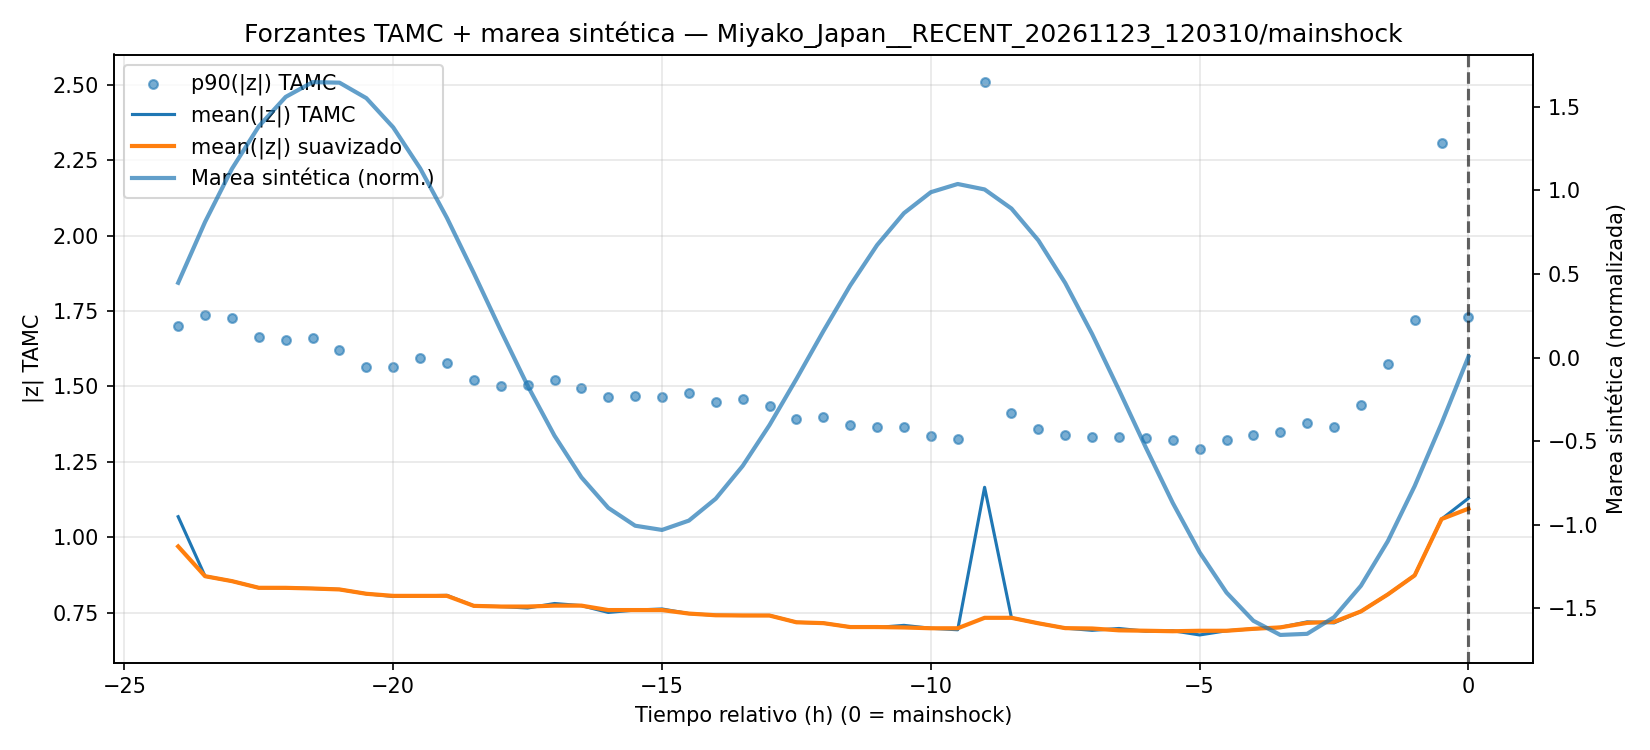 Forzantes TAMC + marea sintética — Miyako_Japan__RECENT_20261123_120310/mainshock
p90(|z|) TAMC
mean(|z|) TAMC
mean(|z|) suavizado
Marea sintética (norm.)
|z| TAMC
2.50
2.25
2.00
1.75
1.50
1.25
1.00
0.75
1.5
1.0
0.5
0.0
−0.5
−1.0
−1.5
Marea sintética (normalizada)
−25 −20 −15 −10 −5 0
Tiempo relativo (h) (0 = mainshock)